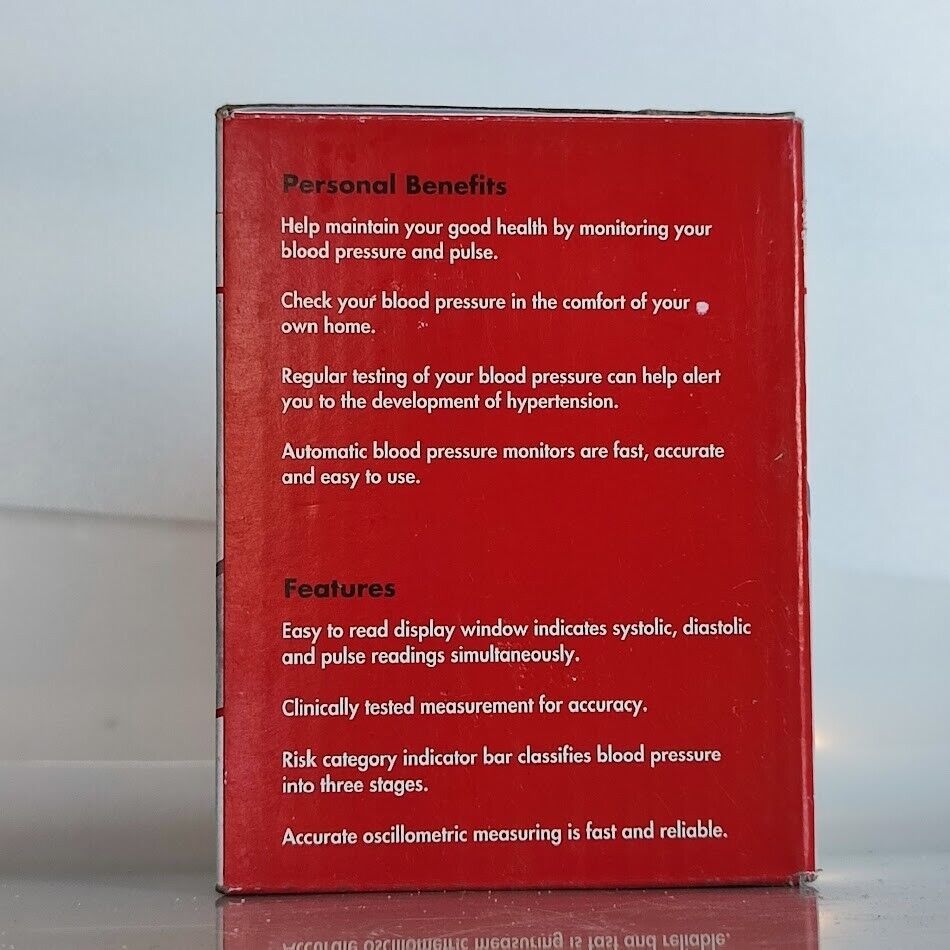 Personal Benefits
Help maintain your good health by monitoring your
blood pressure and pulse.
Check your blood pressure in the comfort of your
own home.
Regular testing of your blood pressure can help alert
you to the development of hypertension.
Automatic blood pressure monitors are fast, accurate
and easy to use.
Features
Easy to read display window indicates systolic, diastolic
and pulse readings simultaneously.
Clinically tested measurement for accuracy.
Risk category indicator bar classifies blood pressure
into three stages.
Accurate oscillometric measuring is fast and reliable.